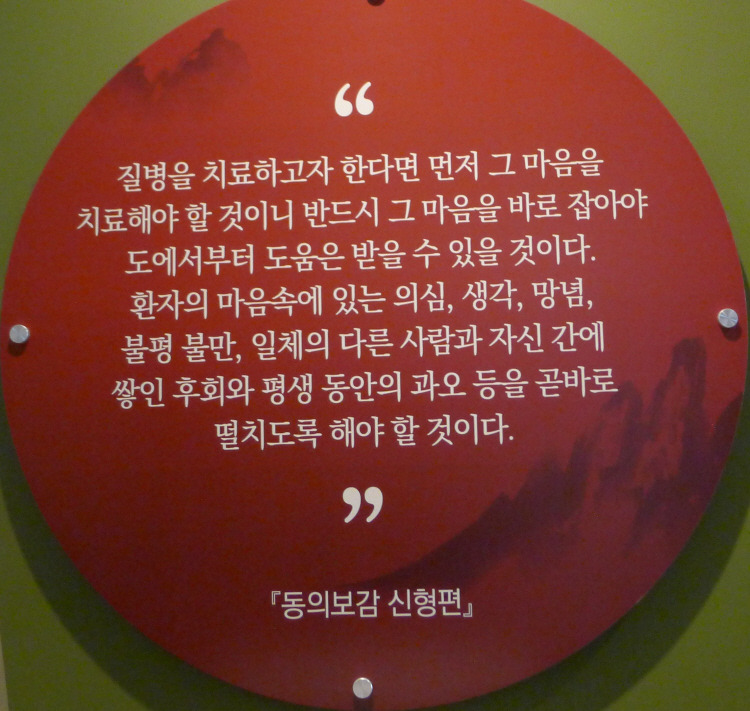 “
질병을 치료하고자 한다면 먼저 그 마음을
치료해야 할 것이니 반드시 그 마음을 바로 잡아야
도에서부터 도움은 받을 수 있을 것이다.
환자의 마음속에 있는 의심, 생각, 망념,
불평 불만, 일체의 다른 사람과 자신 간에
쌓인 후회와 평생 동안의 과오 등을 곧바로
떨치도록 해야 할 것이다.
”
『동의보감 신형편』